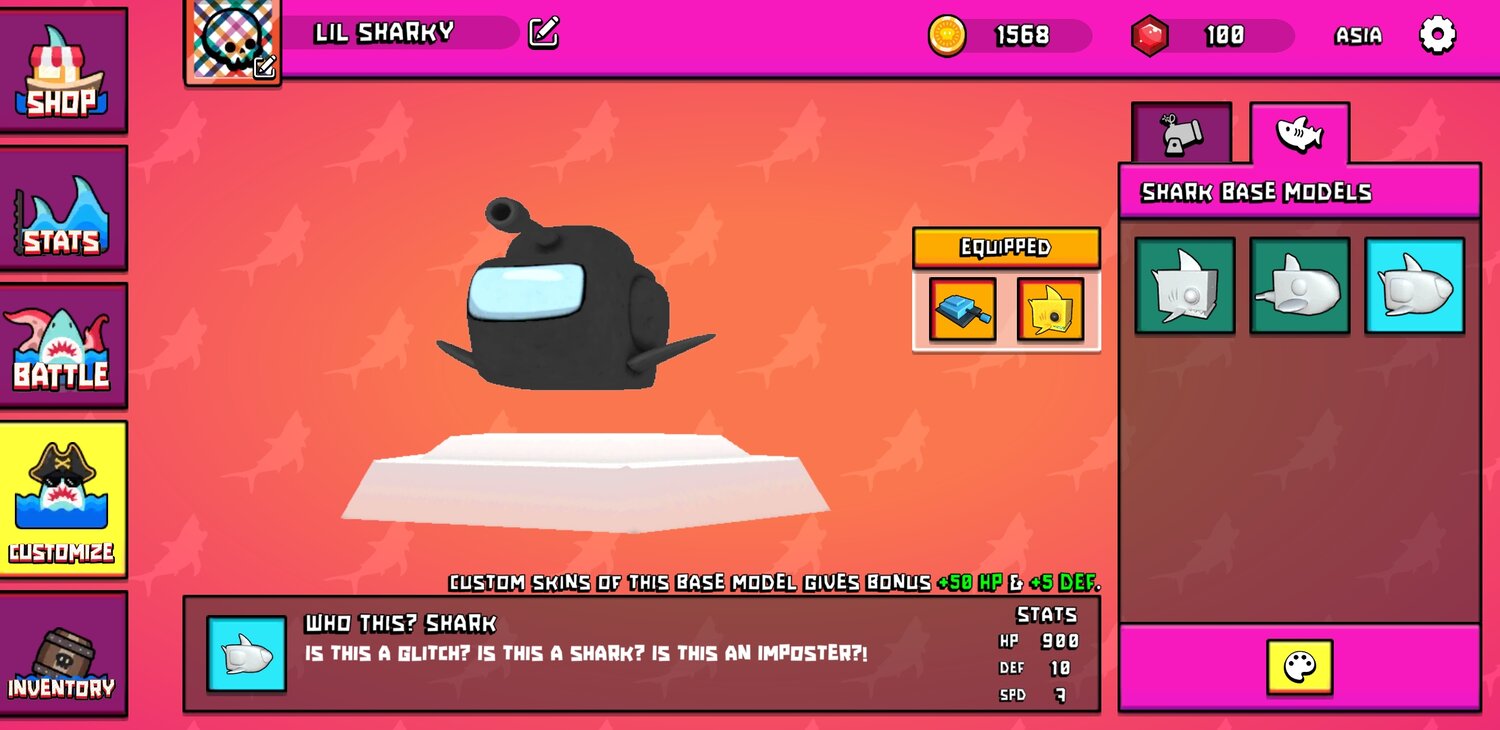 LIL SHARKY
1568
100
ASIA
SHOP
STATS
BATTLE
CUSTOMIZE
INVENTORY
EQUIPPED
SHARK BASE MODELS
CUSTOM SKINS OF THIS BASE MODEL GIVES BONUS +50 HP & +5 DEF.
WHO THIS? SHARK
IS THIS A GLITCH? IS THIS A SHARK? IS THIS AN IMPOSTER?!
STATS
HP 900
DEF 10
SPD 7